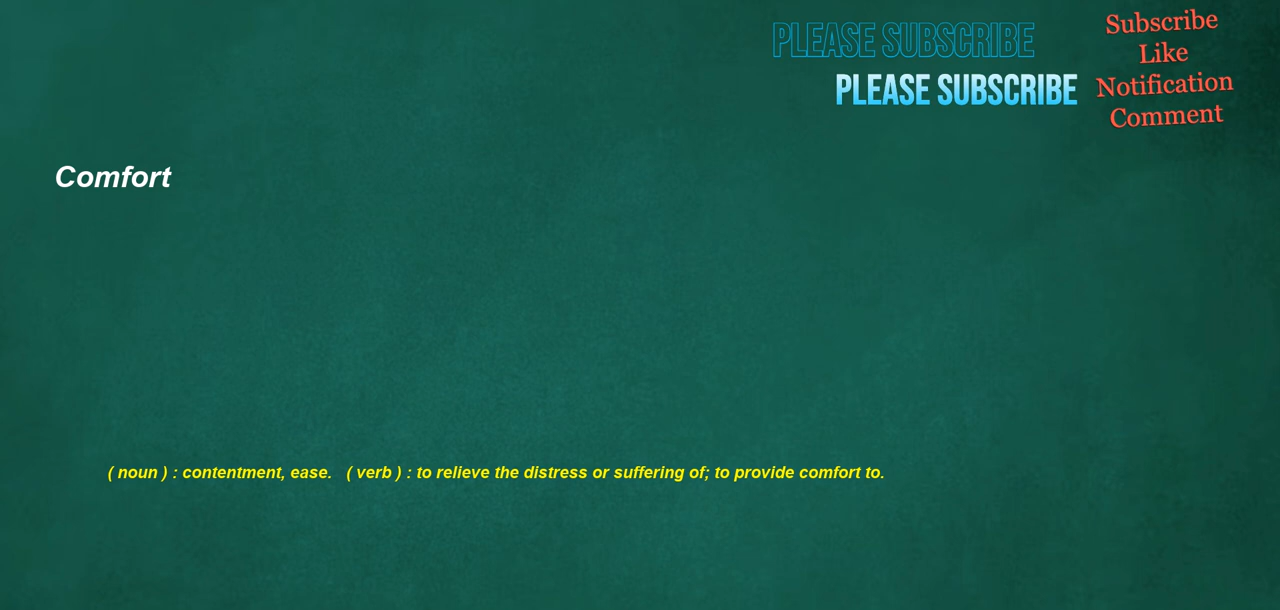 PLEASE SUBSCRIBE
PLEASE SUBSCRIBE
Subscribe
Like
Notification
Comment
Comfort
( noun ) : contentment, ease. ( verb ) : to relieve the distress or suffering of; to provide comfort to.